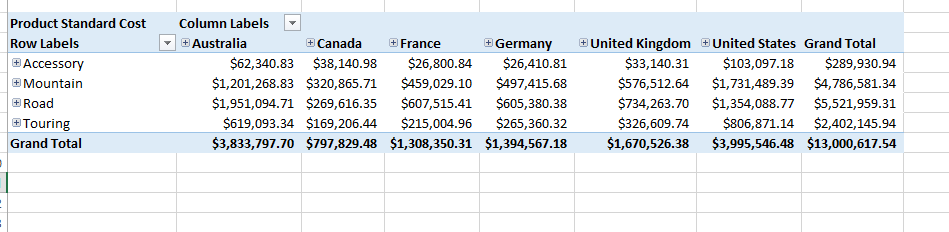 Product Standard Cost Column Labels
Row Labels Australia Canada France Germany United Kingdom United States Grand Total
Accessory $62,340.83 $38,140.98 $26,800.84 $26,410.81 $33,140.31 $103,097.18 $289,930.94
Mountain $1,201,268.83 $320,865.71 $459,029.10 $497,415.68 $576,512.64 $1,731,489.39 $4,786,581.34
Road $1,951,094.71 $269,616.35 $607,515.41 $605,380.38 $734,263.70 $1,354,088.77 $5,521,959.31
Touring $619,093.34 $169,206.44 $215,004.96 $265,360.32 $326,609.74 $806,871.14 $2,402,145.94
Grand Total $3,833,797.70 $797,829.48 $1,308,350.31 $1,394,567.18 $1,670,526.38 $3,995,546.48 $13,000,617.54